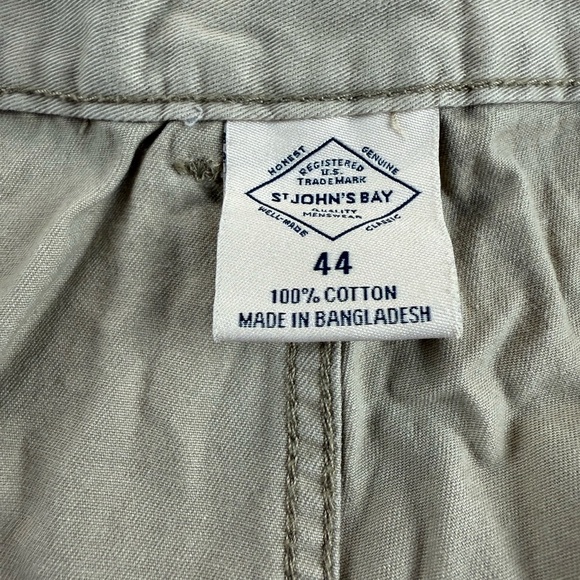 HONEST GENUINE
REGISTERED
U.S.
TRADEMARK
ST JOHN'S BAY
QUALITY
MENSWEAR
WELL-MADE CLASSIC
44
100% COTTON
MADE IN BANGLADESH